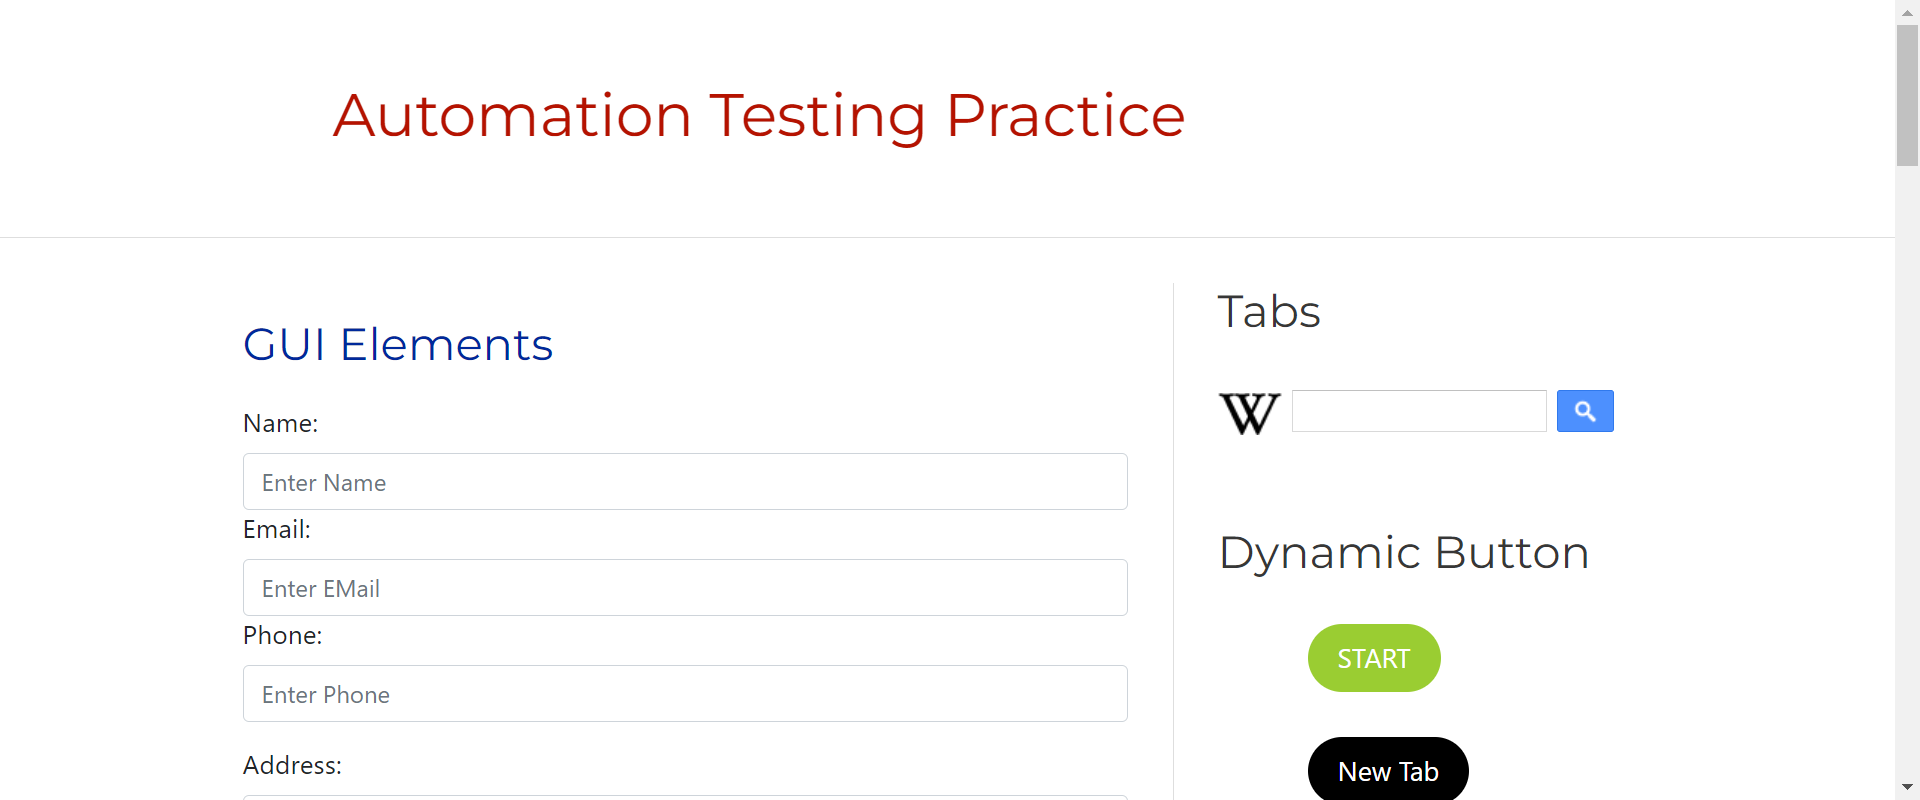 Automation Testing Practice
GUI Elements
Name:
Enter Name
Email:
Enter EMail
Phone:
Enter Phone
Address:
Tabs
W
Dynamic Button
START
New Tab